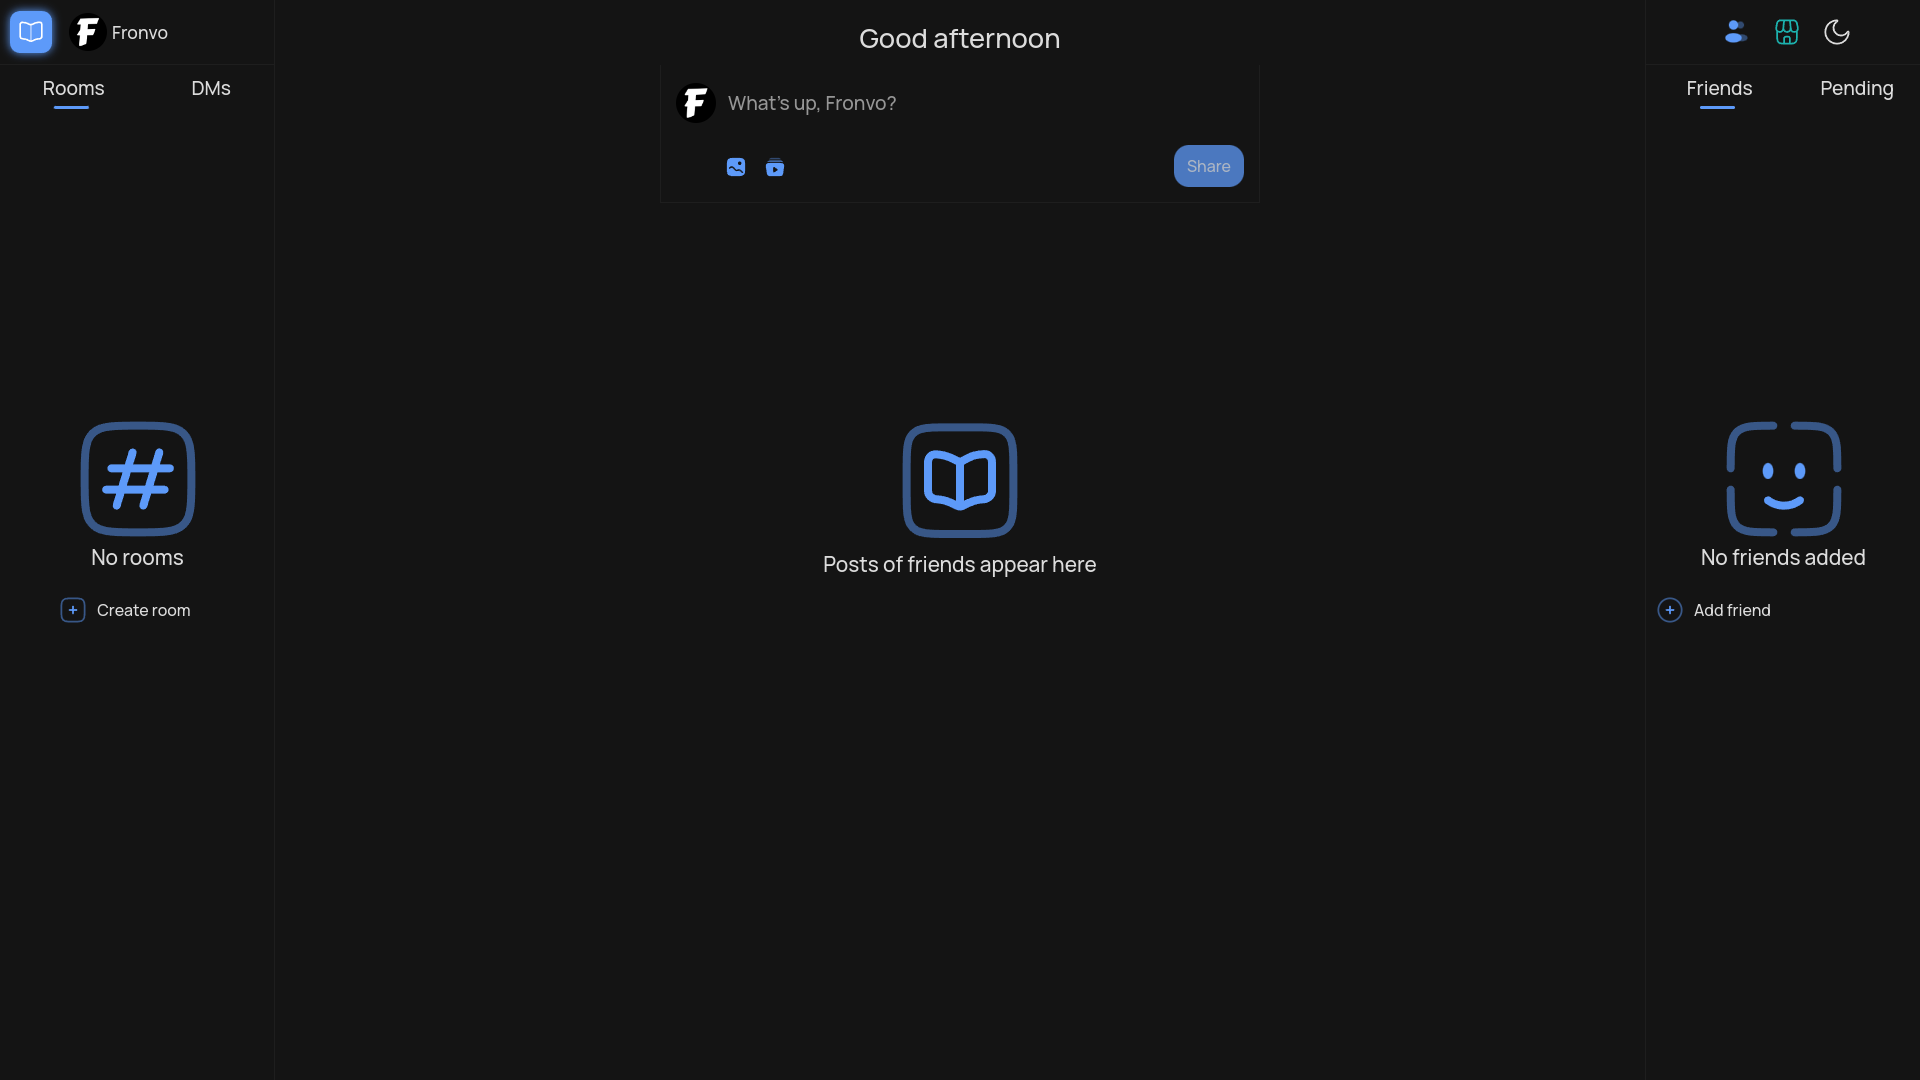 Fronvo
Rooms
DMs
No rooms
Create room
Good afternoon
What's up, Fronvo?
Share
Posts of friends appear here
Friends
Pending
No friends added
Add friend